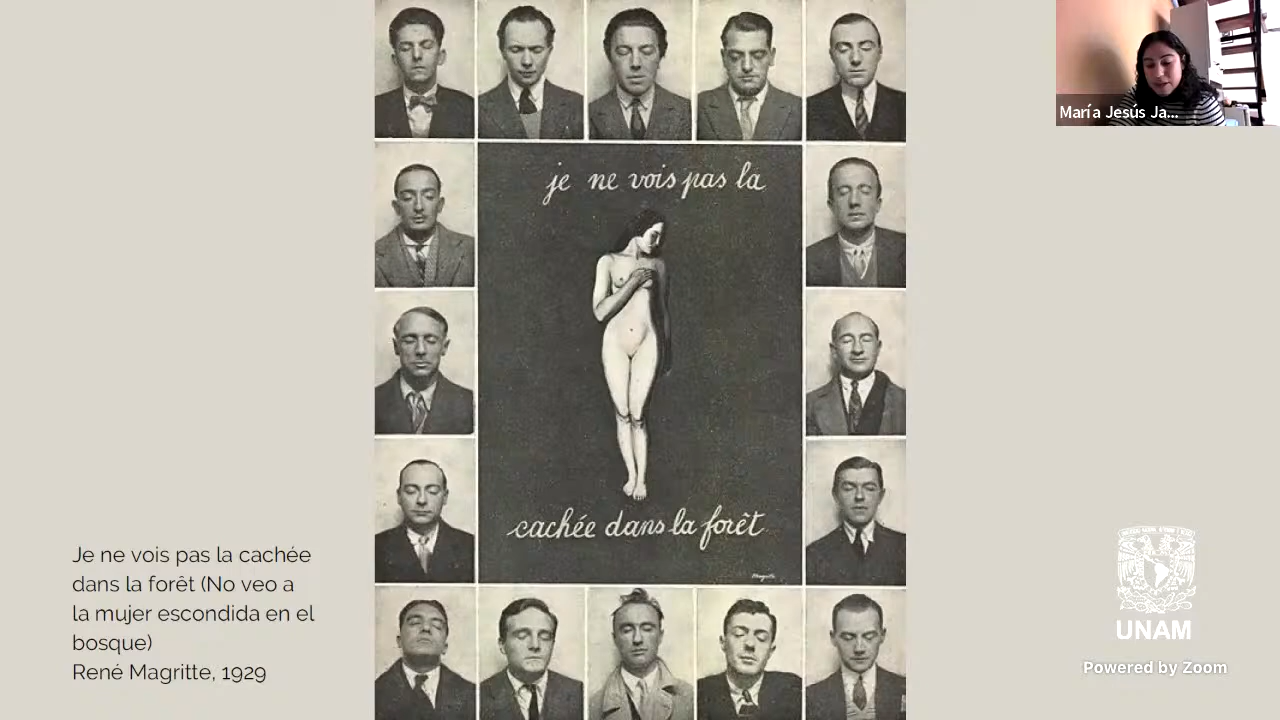 María Jesús Ja...
je ne vois pas la
cachée dans la forêt
Magritte
Je ne vois pas la cachée
dans la forêt (No veo a
la mujer escondida en el
bosque)
René Magritte, 1929
UNAM
Powered by Zoom